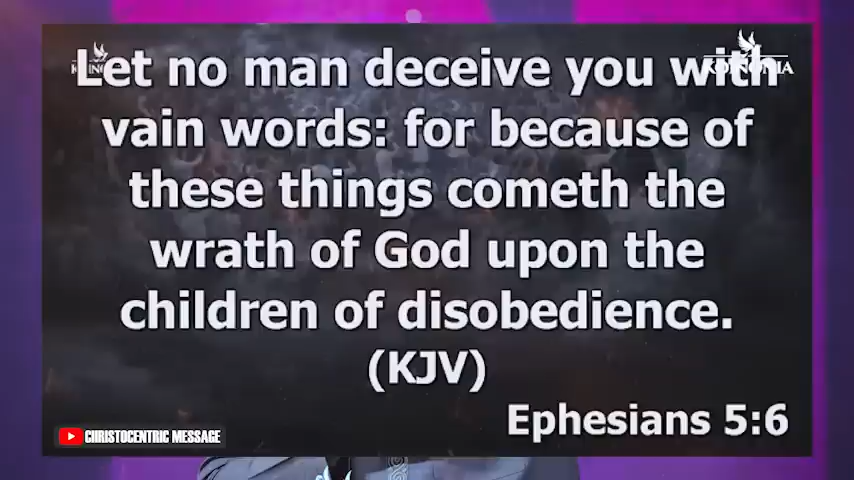 Let no man deceive you with
vain words: for because of
these things cometh the
wrath of God upon the
children of disobedience.
(KJV)
Ephesians 5:6
KOINONIA
CHRISTOCENTRIC MESSAGE